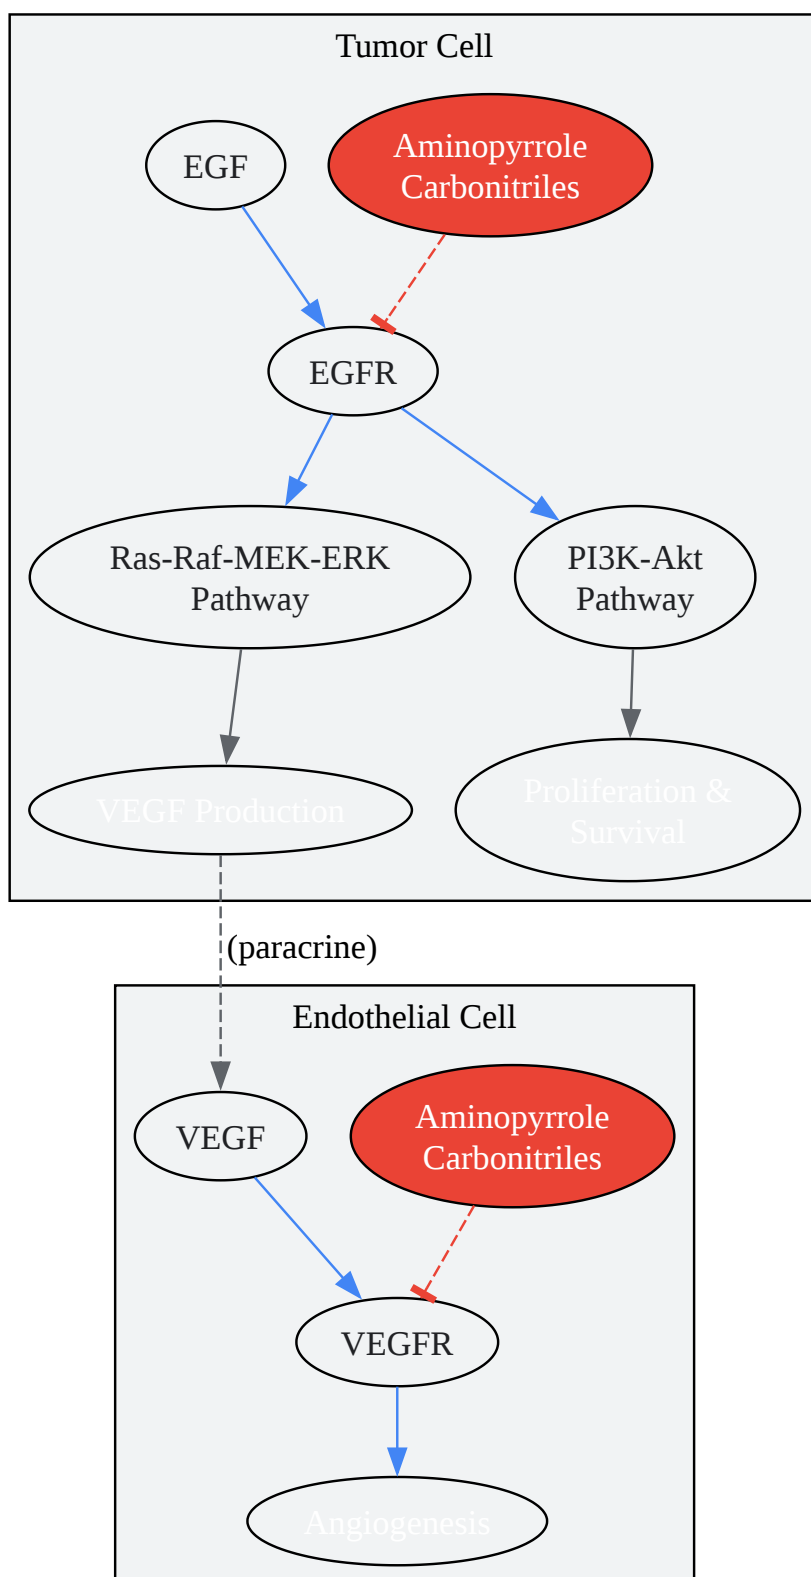 Tumor Cell
EGF
Aminopyrrole
Carbonitriles
EGFR
Ras-Raf-MEK-ERK
Pathway
PI3K-Akt
Pathway
VEGF Production
Proliferation &
Survival
(paracrine)
Endothelial Cell
VEGF
Aminopyrrole
Carbonitriles
VEGFR
Angiogenesis